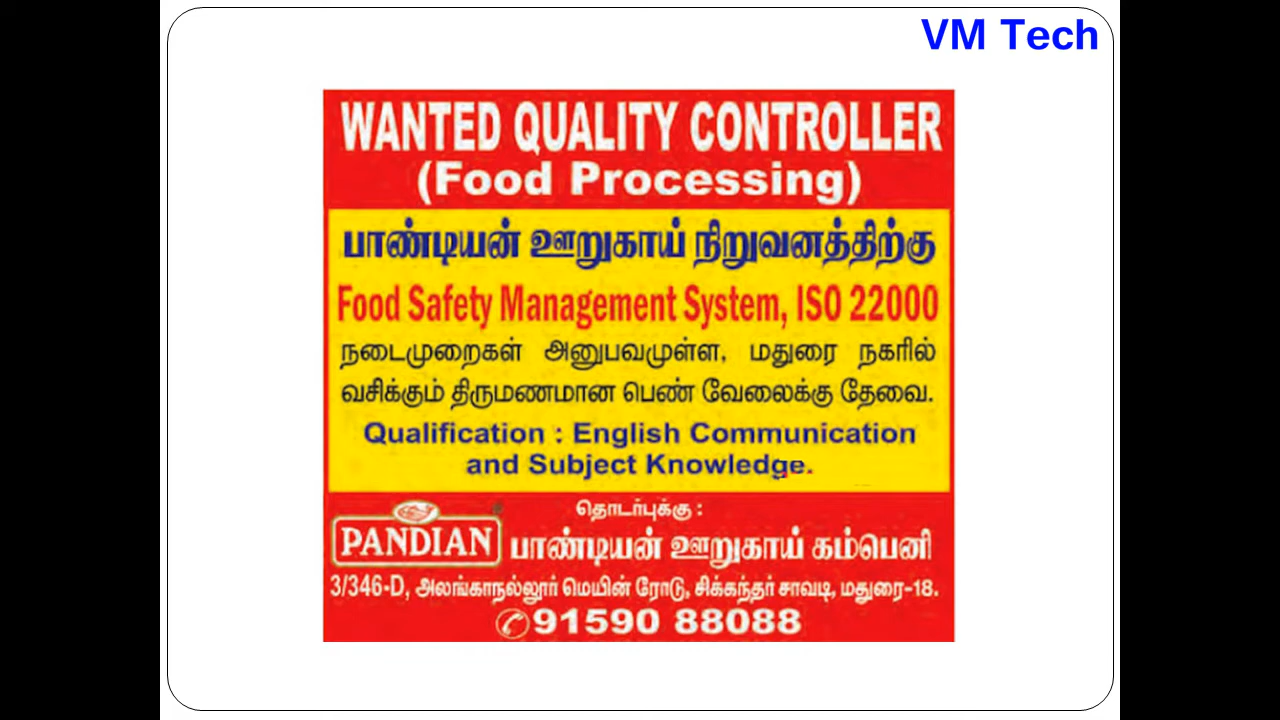 VM Tech
WANTED QUALITY CONTROLLER
(Food Processing)
பாண்டியன் ஊறுகாய் நிறுவனத்திற்கு
Food Safety Management System, ISO 22000
நடைமுறைகள் அனுபவமுள்ள, மதுரை நகரில்
வசிக்கும் திருமணமான பெண் வேலைக்கு தேவை.
Qualification : English Communication
and Subject Knowledge.
தொடர்புக்கு :
PANDIAN பாண்டியன் ஊறுகாய் கம்பெனி
3/346-D, அலங்காநல்லூர் மெயின் ரோடு, சிக்கந்தர் சாவடி, மதுரை-18.
91590 88088